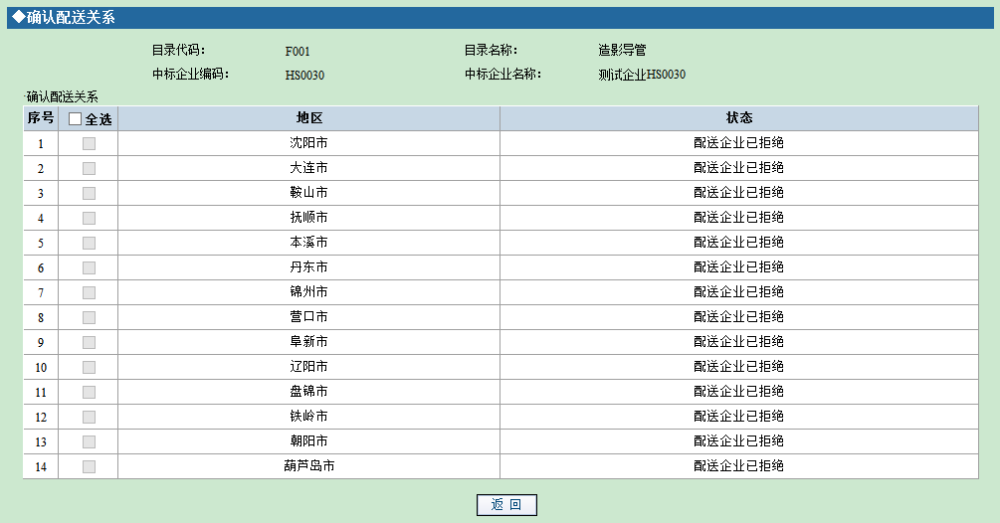 ◆确认配送关系
目录代码： F001 目录名称： 造影导管
中标企业编码： HS0030 中标企业名称： 测试企业HS0030
·确认配送关系
序号 全选 地区 状态
1 沈阳市 配送企业已拒绝
2 大连市 配送企业已拒绝
3 鞍山市 配送企业已拒绝
4 抚顺市 配送企业已拒绝
5 本溪市 配送企业已拒绝
6 丹东市 配送企业已拒绝
7 锦州市 配送企业已拒绝
8 营口市 配送企业已拒绝
9 阜新市 配送企业已拒绝
10 辽阳市 配送企业已拒绝
11 盘锦市 配送企业已拒绝
12 铁岭市 配送企业已拒绝
13 朝阳市 配送企业已拒绝
14 葫芦岛市 配送企业已拒绝
返 回